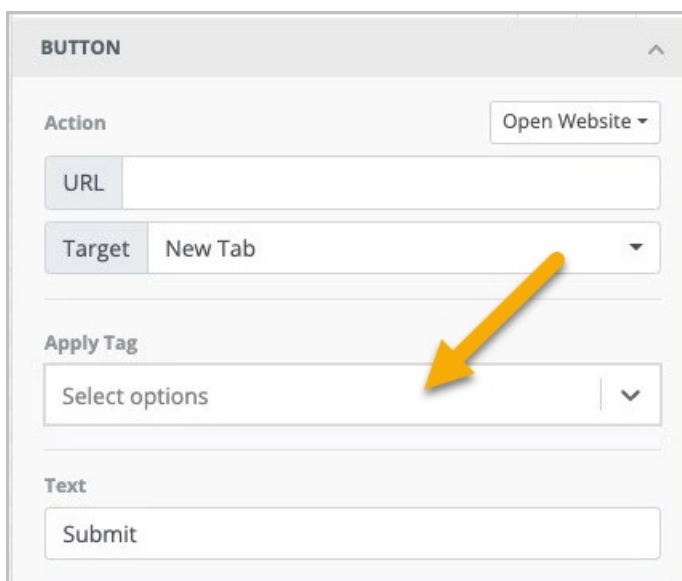 BUTTON
Action
Open Website
URL
Target New Tab
Apply Tag
Select options
Text
Submit